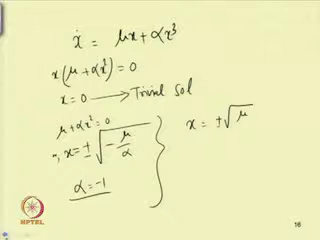 ẋ = μx + αx³
x(μ + αx²) = 0
x = 0 → Trivial Sol
μ + αx² = 0
", x = ± √(-μ/α)
α = -1
x = ± √μ
NPTEL
16